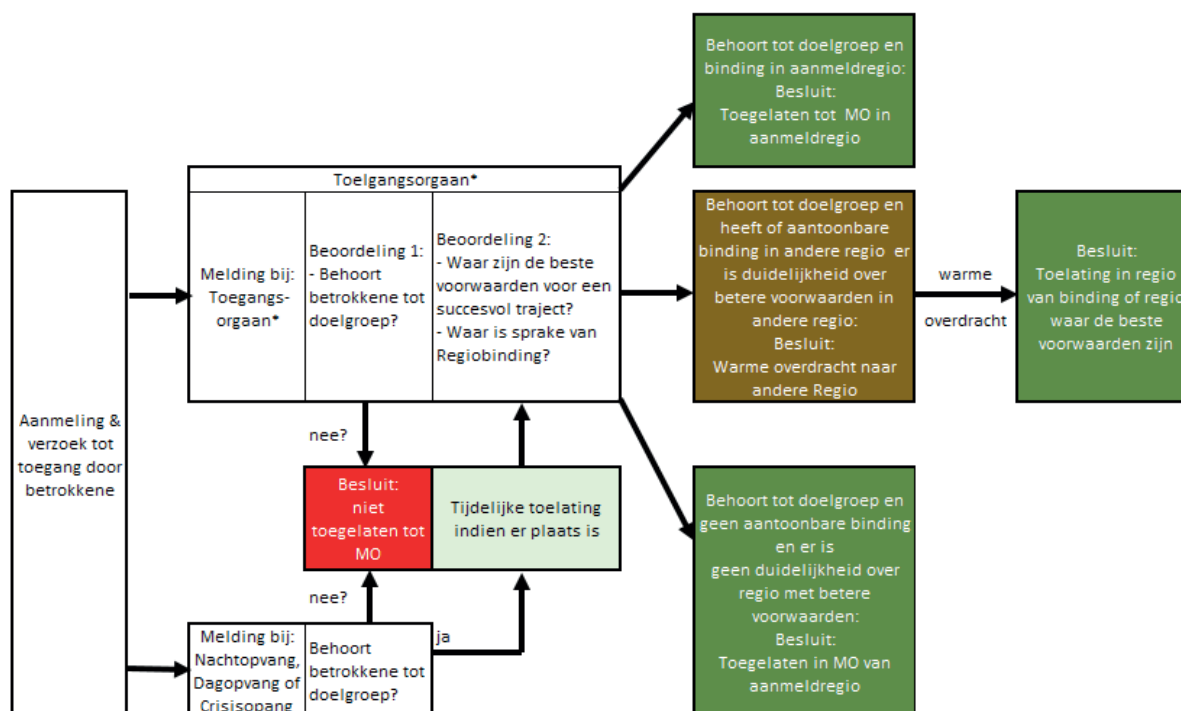 Aanmeling &
verzoek tot
toegang door
betrokkene
Toelgangsorgaan*
Melding bij:
Toegangs-
orgaan*
Beoordeling 1:
- Behoort
betrokkene tot
doelgroep?
Beoordeling 2:
- Waar zijn de beste
voorwaarden voor een
succesvol traject?
- Waar is sprake van
Regiobinding?
nee?
Besluit:
niet
toegelaten tot
MO
Tijdelijke toelating
indien er plaats is
nee?
ja
Melding bij:
Nachtopvang,
Dagopvang of
Crisisopang
Behoort
betrokkene tot
doelgroep?
Behoort tot doelgroep en
binding in aanmeldregio:
Besluit:
Toegelaten tot MO in
aanmeldregio
Behoort tot doelgroep en
heeft of aantoonbare
binding in andere regio er
is duidelijkheid over
betere voorwaarden in
andere regio:
Besluit:
Warme overdracht naar
andere Regio
warme
overdracht
Besluit:
Toelating in regio
van binding of regio
waar de beste
voorwaarden zijn
Behoort tot doelgroep en
geen aantoonbare binding
en er is
geen duidelijkheid over
regio met betere
voorwaarden:
Besluit:
Toegelaten in MO van
aanmeldregio